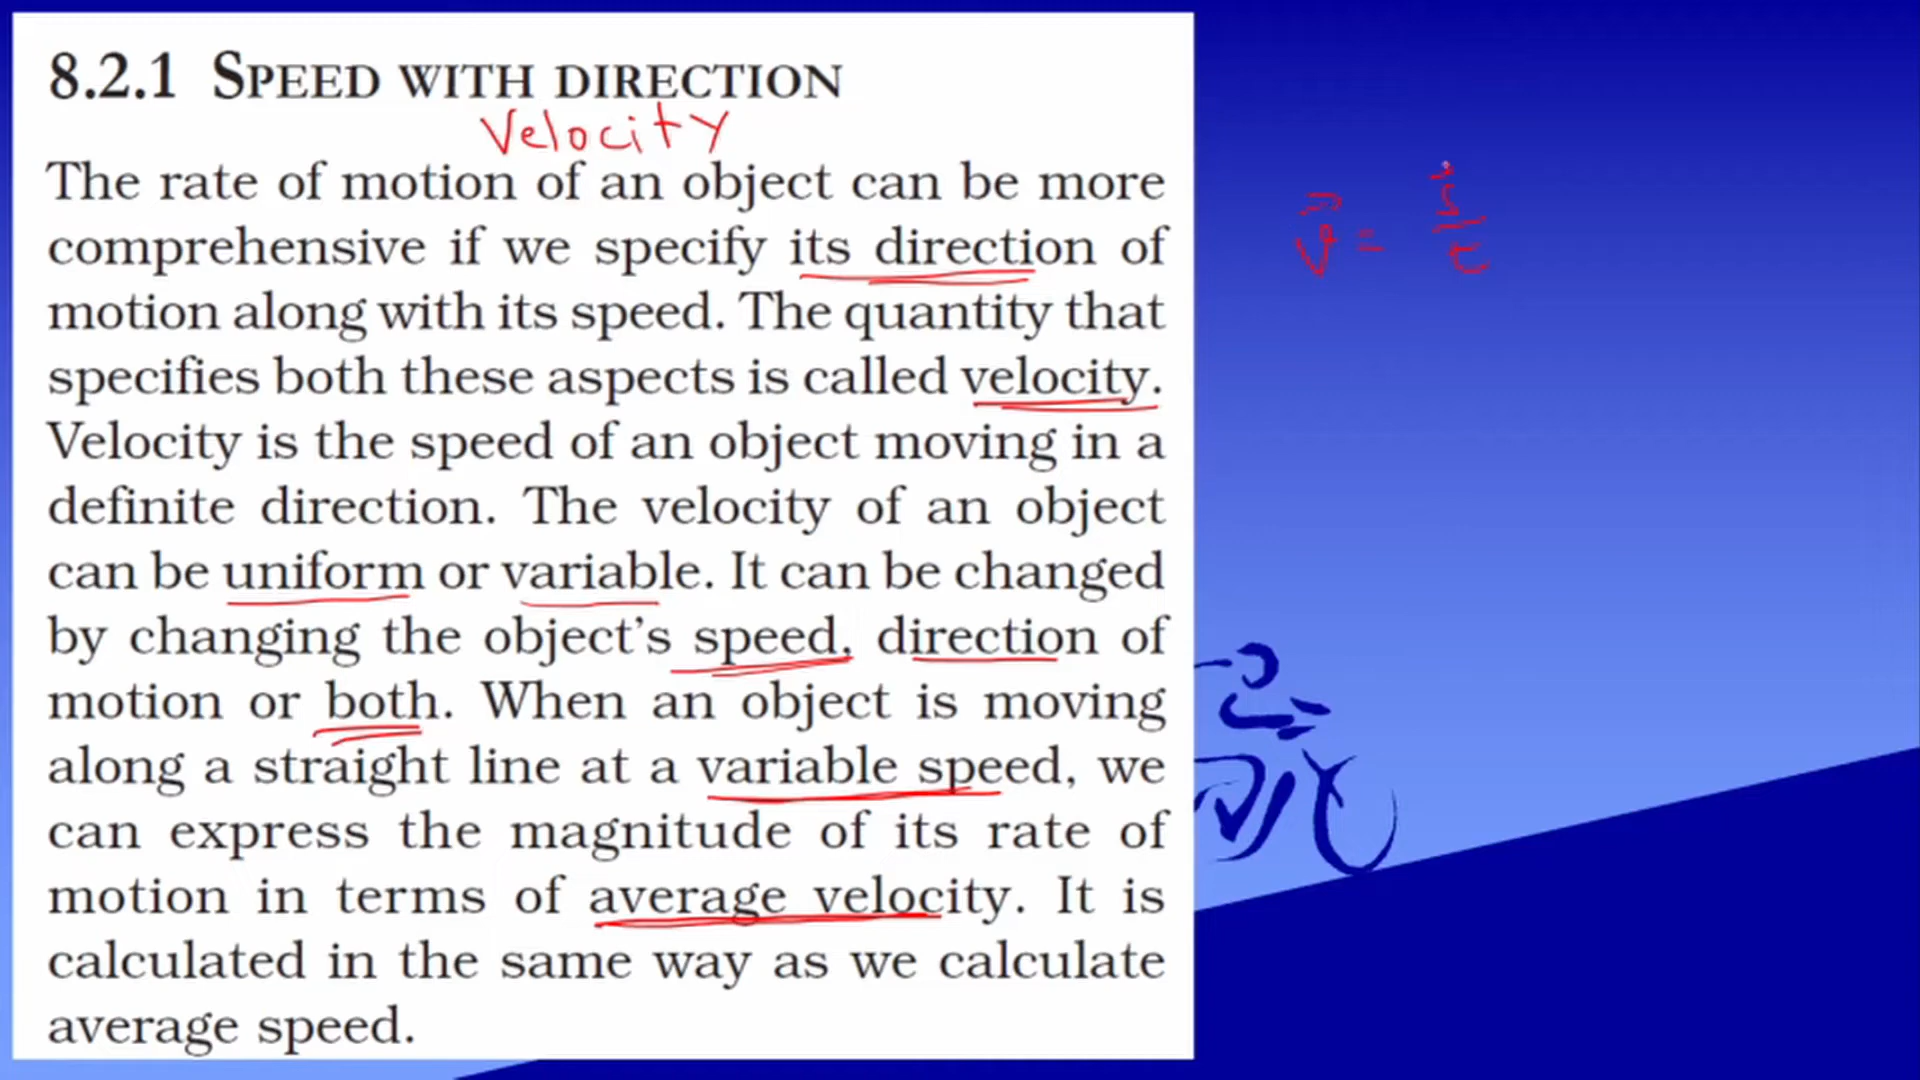 8.2.1 SPEED WITH DIRECTION
Velocity
The rate of motion of an object can be more
comprehensive if we specify its direction of
motion along with its speed. The quantity that
specifies both these aspects is called velocity.
Velocity is the speed of an object moving in a
definite direction. The velocity of an object
can be uniform or variable. It can be changed
by changing the object’s speed, direction of
motion or both. When an object is moving
along a straight line at a variable speed, we
can express the magnitude of its rate of
motion in terms of average velocity. It is
calculated in the same way as we calculate
average speed.
v⃗ = s⃗/t